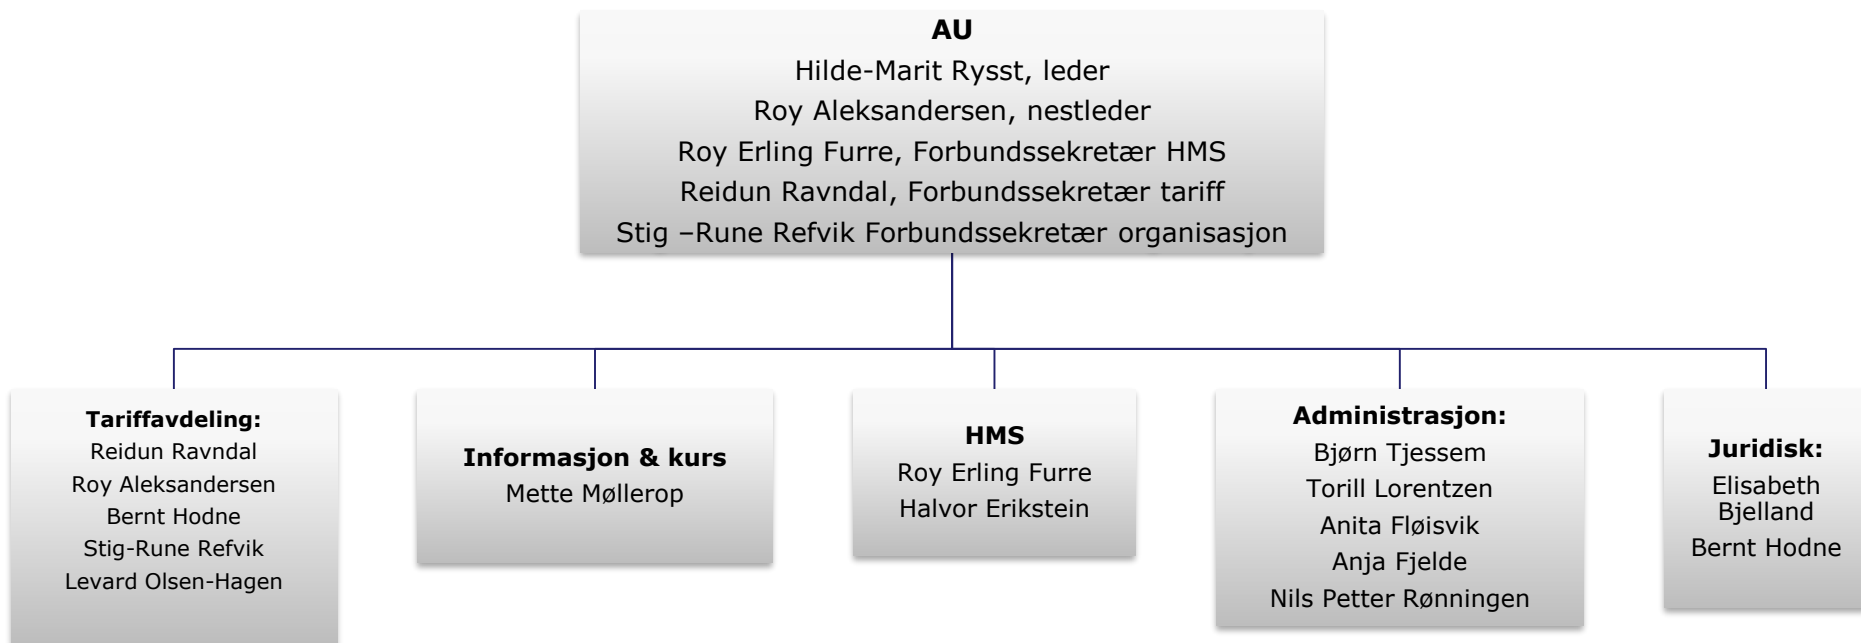 AU
Hilde-Marit Rysst, leder
Roy Aleksandersen, nestleder
Roy Erling Furre, Forbundssekretær HMS
Reidun Ravndal, Forbundssekretær tariff
Stig –Rune Refvik Forbundssekretær organisasjon
Tariffavdeling:
Reidun Ravndal
Roy Aleksandersen
Bernt Hodne
Stig-Rune Refvik
Levard Olsen-Hagen
Informasjon & kurs
Mette Møllerop
HMS
Roy Erling Furre
Halvor Erikstein
Administrasjon:
Bjørn Tjessem
Torill Lorentzen
Anita Fløisvik
Anja Fjelde
Nils Petter Rønningen
Juridisk:
Elisabeth
Bjelland
Bernt Hodne